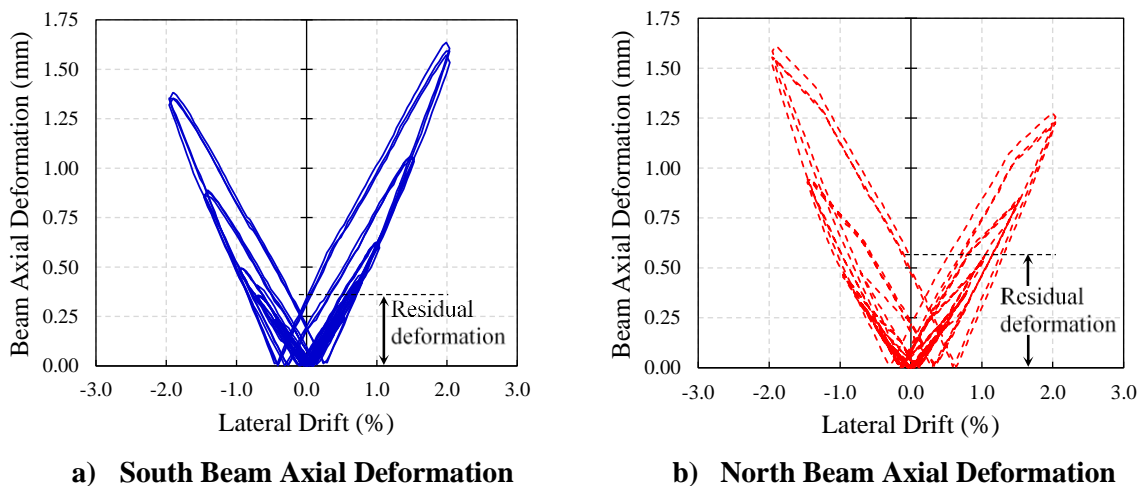 1.75
1.50
1.25
1.00
0.75
0.50
0.25
0.00
Beam Axial Deformation (mm)
Residual
deformation
-3.0 -2.0 -1.0 0.0 1.0 2.0 3.0
Lateral Drift (%)
a) South Beam Axial Deformation
1.75
1.50
1.25
1.00
0.75
0.50
0.25
0.00
Beam Axial Deformation (mm)
Residual
deformation
-3.0 -2.0 -1.0 0.0 1.0 2.0 3.0
Lateral Drift (%)
b) North Beam Axial Deformation